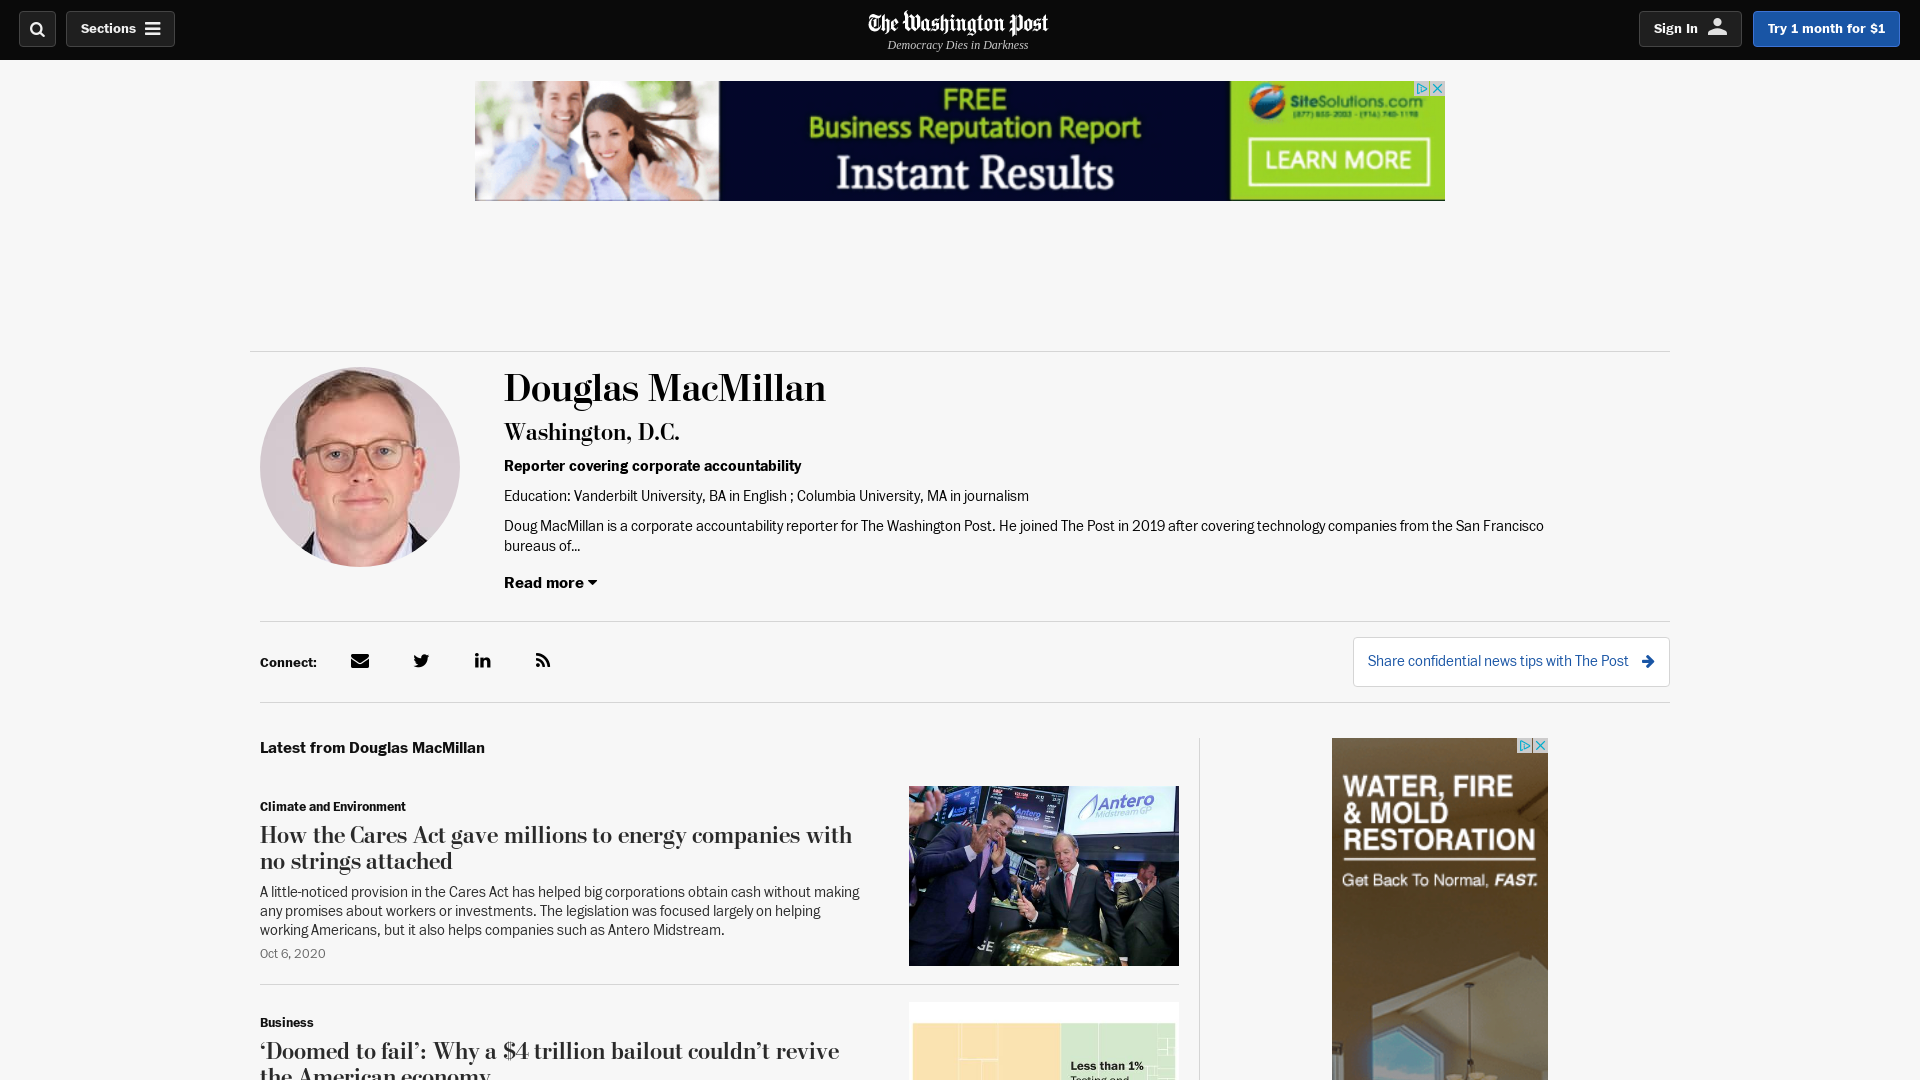 Sections
The Washington Post
Democracy Dies in Darkness
Sign In
Try 1 month for $1
FREE
Business Reputation Report
Instant Results
SiteSolutions.com
LEARN MORE
Douglas MacMillan
Washington, D.C.
Reporter covering corporate accountability
Education: Vanderbilt University, BA in English ; Columbia University, MA in journalism
Doug MacMillan is a corporate accountability reporter for The Washington Post. He joined The Post in 2019 after covering technology companies from the San Francisco
bureaus of...
Read more
Connect:
Share confidential news tips with The Post
Latest from Douglas MacMillan
Climate and Environment
How the Cares Act gave millions to energy companies with
no strings attached
A little-noticed provision in the Cares Act has helped big corporations obtain cash without making
any promises about workers or investments. The legislation was focused largely on helping
working Americans, but it also helps companies such as Antero Midstream.
Oct 6, 2020
Antero
Midstream GP
GE
WATER, FIRE
& MOLD
RESTORATION
Get Back To Normal, FAST.
Business
‘Doomed to fail’: Why a $4 trillion bailout couldn’t revive
the American economy
Less than 1%
Testing and